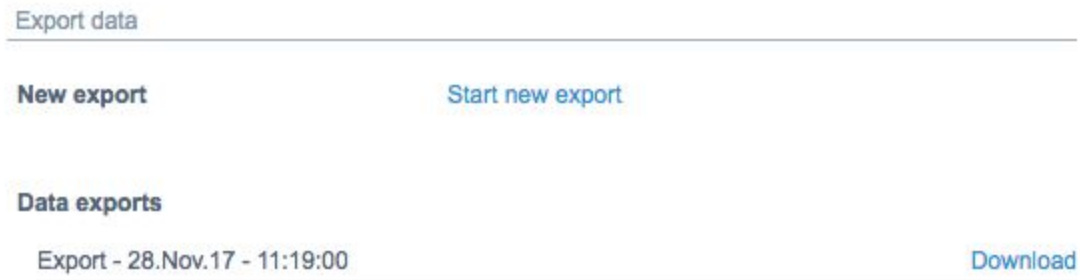 Export data
New export Start new export
Data exports
Export - 28.Nov.17 - 11:19:00 Download